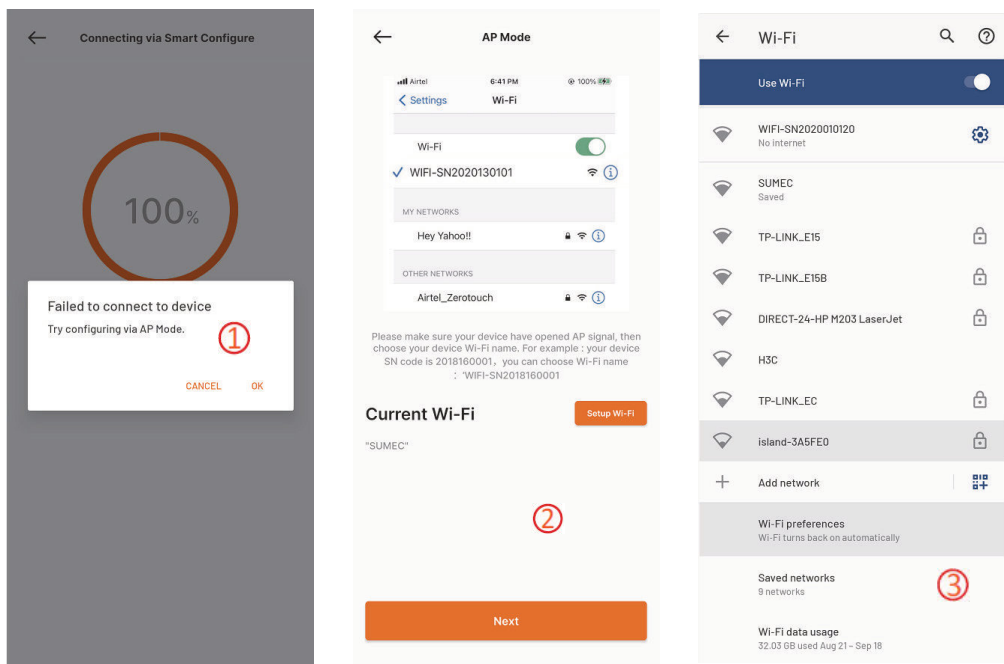 Connecting via Smart Configure
100%
Failed to connect to device
Try configuring via AP Mode.
1
CANCEL OK
AP Mode
Airtel 6:41 PM 100%
Settings Wi-Fi
Wi-Fi
WIFI-SN2020130101
MY NETWORKS
Hey Yahoo!!
OTHER NETWORKS
Airtel_Zerotouch
Please make sure your device have opened AP signal, then
choose your device Wi-Fi name. For example : your device
SN code is 2018160001，you can choose Wi-Fi name
: 'WIFI-SN2018160001
Current Wi-Fi Setup Wi-Fi
"SUMEC"
2
Next
Wi-Fi
Use Wi-Fi
WIFI-SN2020010120
No internet
SUMEC
Saved
TP-LINK_E15
TP-LINK_E15B
DIRECT-24-HP M203 LaserJet
H3C
TP-LINK_EC
island-3A5FE0
Add network
Wi-Fi preferences
Wi-Fi turns back on automatically
Saved networks
9 networks
3
Wi-Fi data usage
32.03 GB used Aug 21 – Sep 18